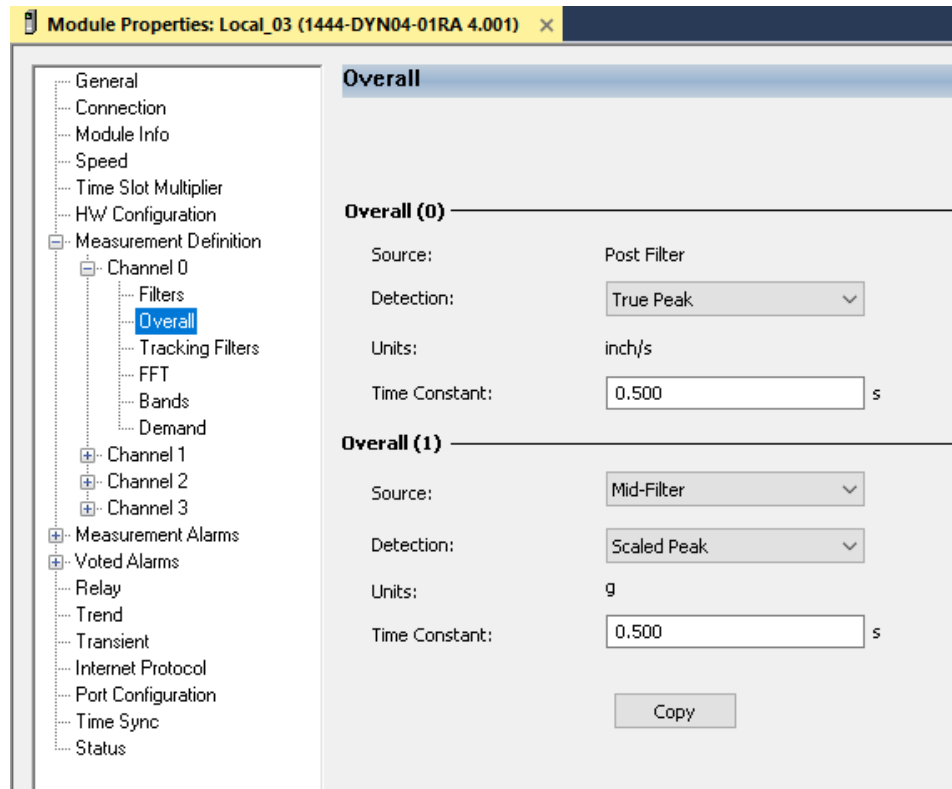 Module Properties: Local_03 (1444-DYN04-01RA 4.001)
General
Connection
Module Info
Speed
Time Slot Multiplier
HW Configuration
Measurement Definition
Channel 0
Filters
Overall
Tracking Filters
FFT
Bands
Demand
Channel 1
Channel 2
Channel 3
Measurement Alarms
Voted Alarms
Relay
Trend
Transient
Internet Protocol
Port Configuration
Time Sync
Status
Overall
Overall (0)
Source: Post Filter
Detection: True Peak
Units: inch/s
Time Constant: 0.500 s
Overall (1)
Source: Mid-Filter
Detection: Scaled Peak
Units: g
Time Constant: 0.500 s
Copy